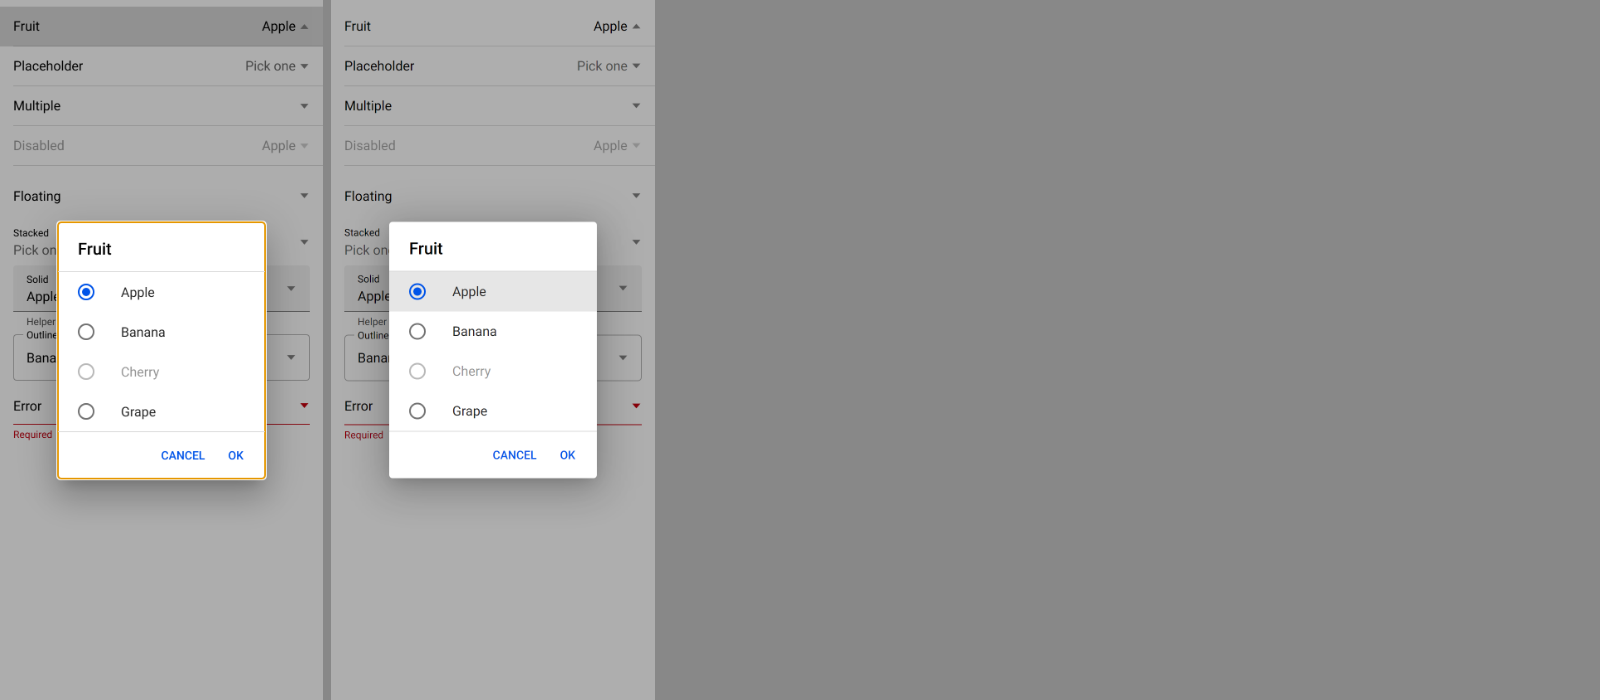 Fruit Apple
Placeholder Pick one
Multiple
Disabled Apple
Floating
Stacked
Pick on
Solid
Apple
Helper
Outline
Bana
Error
Required
Fruit
Apple
Banana
Cherry
Grape
CANCEL OK
Fruit Apple
Placeholder Pick one
Multiple
Disabled Apple
Floating
Stacked
Pick on
Solid
Apple
Helper
Outline
Bana
Error
Required
Fruit
Apple
Banana
Cherry
Grape
CANCEL OK